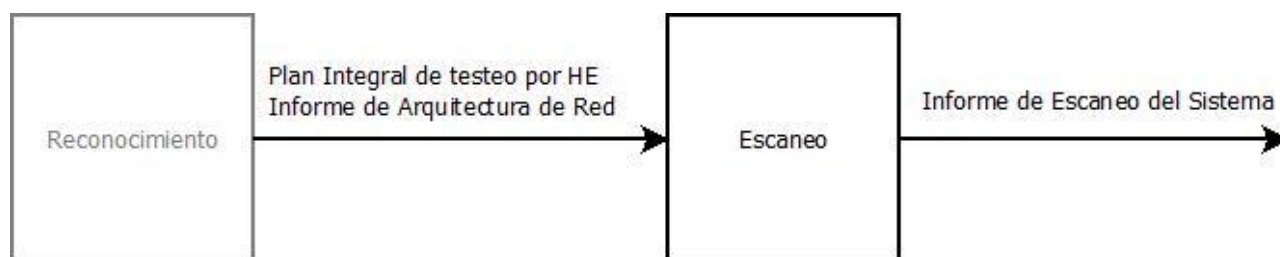 Reconocimiento
Plan Integral de testeo por HE
Informe de Arquitectura de Red
Escaneo
Informe de Escaneo del Sistema